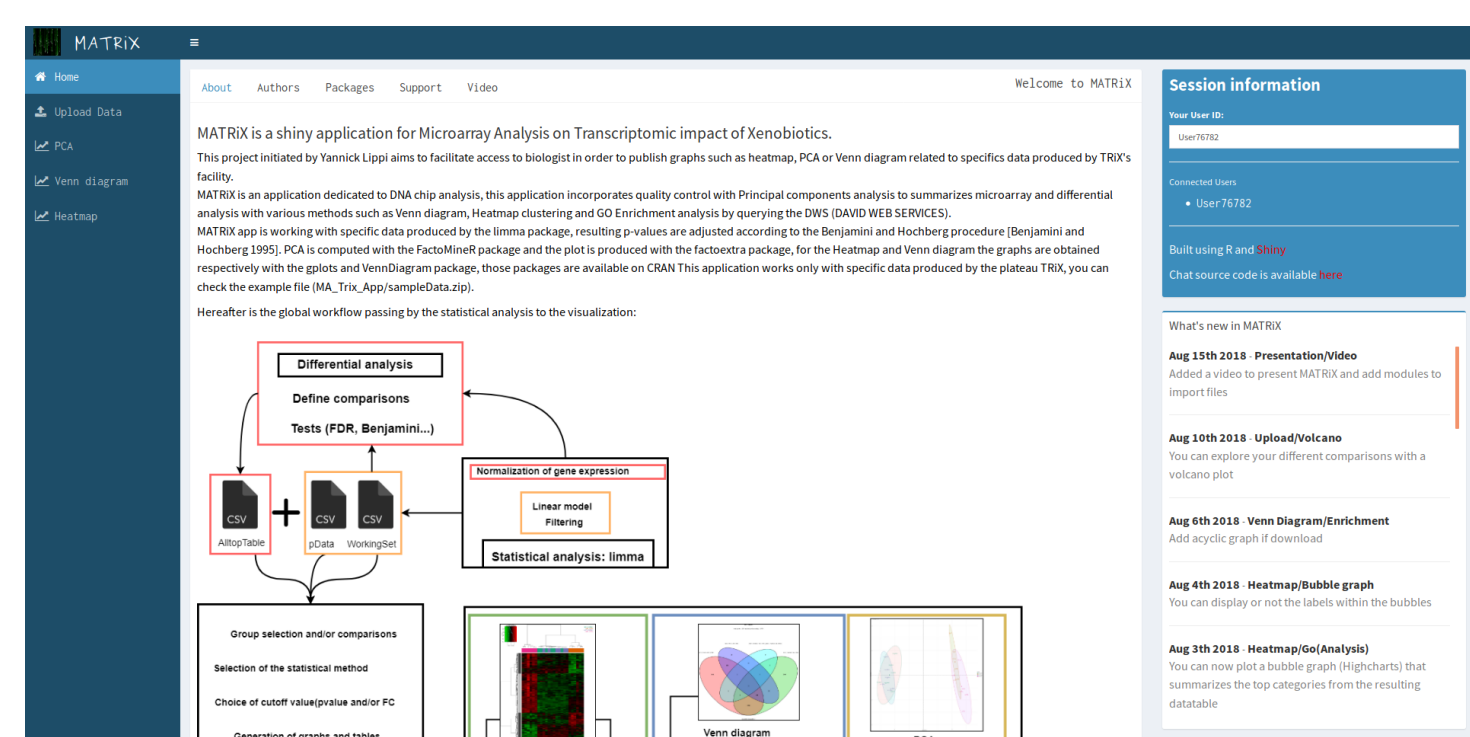 MATRiX
Home
Upload Data
PCA
Venn diagram
Heatmap
About Authors Packages Support Video
Welcome to MATRiX
MATRiX is a shiny application for Microarray Analysis on Transcriptomic impact of Xenobiotics.
This project initiated by Yannick Lippi aims to facilitate access to biologist in order to publish graphs such as heatmap, PCA or Venn diagram related to specifics data produced by TRiX's
facility.
MATRiX is an application dedicated to DNA chip analysis, this application incorporates quality control with Principal components analysis to summarizes microarray and differential
analysis with various methods such as Venn diagram, Heatmap clustering and GO Enrichment analysis by querying the DWS (DAVID WEB SERVICES).
MATRiX app is working with specific data produced by the limma package, resulting p-values are adjusted according to the Benjamini and Hochberg procedure [Benjamini and
Hochberg 1995]. PCA is computed with the FactoMineR package and the plot is produced with the factoextra package, for the Heatmap and Venn diagram the graphs are obtained
respectively with the gplots and VennDiagram package, those packages are available on CRAN This application works only with specific data produced by the plateau TRiX, you can
check the example file (MA_Trix_App/sampleData.zip).
Hereafter is the global workflow passing by the statistical analysis to the visualization:
Differential analysis
Define comparisons
Tests (FDR, Benjamini...)
Normalization of gene expression
Linear model
Filtering
Statistical analysis: limma
CSV
CSV
CSV
AlltopTable
pData
WorkingSet
Group selection and/or comparisons
Selection of the statistical method
Choice of cutoff value(pvalue and/or FC
Generation of graphs and tables
Venn diagram
Session information
Your User ID:
User76782
Connected Users
User76782
Built using R and Shiny
Chat source code is available here
What's new in MATRiX
Aug 15th 2018 - Presentation/Video
Added a video to present MATRiX and add modules to
import files
Aug 10th 2018 - Upload/Volcano
You can explore your different comparisons with a
volcano plot
Aug 6th 2018 - Venn Diagram/Enrichment
Add acyclic graph if download
Aug 4th 2018 - Heatmap/Bubble graph
You can display or not the labels within the bubbles
Aug 3th 2018 - Heatmap/Go(Analysis)
You can now plot a bubble graph (Highcharts) that
summarizes the top categories from the resulting
datatable